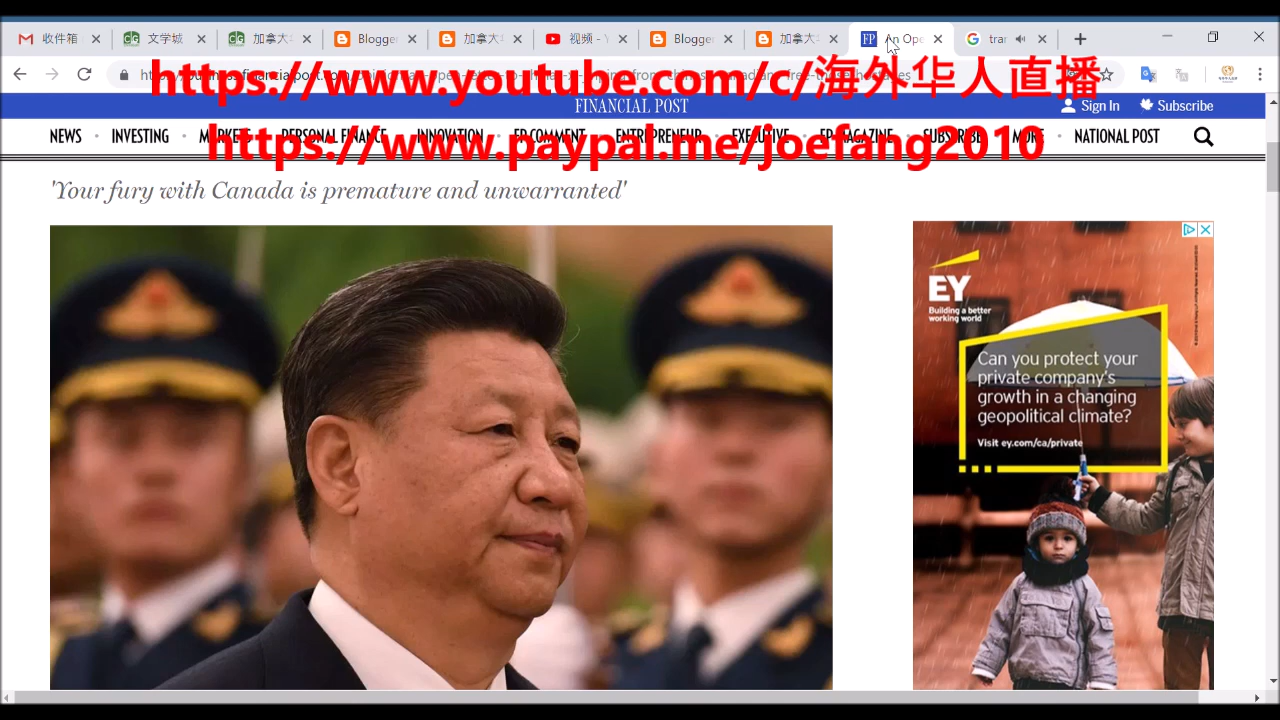 收件箱
文学城
加拿大
Blogge
加拿大
视频 - Y
Blogger
加拿大
An Ope
trar
https://www.youtube.com/c/海外华人直播
FINANCIAL POST
Sign In
Subscribe
NEWS • INVESTING • MARKETS • PERSONAL FINANCE • INNOVATION • FP COMMENT • ENTREPRENEUR • EXECUTIVE • FP MAGAZINE • SUBSCRIBE • MORE • NATIONAL POST
https://www.paypal.me/joefang2010
'Your fury with Canada is premature and unwarranted'
EY
Building a better
working world
Can you protect your
private company's
growth in a changing
geopolitical climate?
Visit ey.com/ca/private